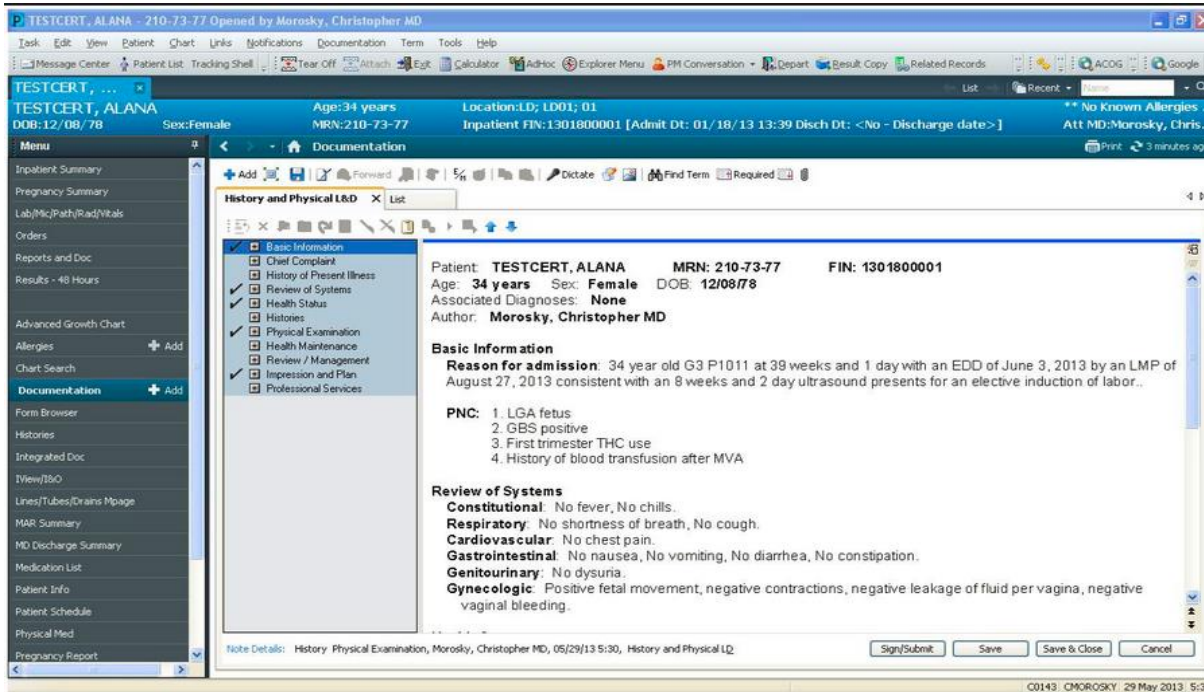 TESTCERT, ALANA - 210-73-77 Opened by Morosky, Christopher MD
Task Edit View Patient Chart Links Notifications Documentation Term Tools Help
Message Center Patient List Tracking Shell Tear Off Attach Exit Calculator AdHoc Explorer Menu PM Conversation Depart Result Copy Related Records ACOG Google
TESTCERT, ... List Recent Name
TESTCERT, ALANA Age:34 years Location:LD; LD01; 01 ** No Known Allergies
DOB:12/08/78 Sex:Female MRN:210-73-77 Inpatient FIN:1301800001 [Admit Dt: 01/18/13 13:39 Disch Dt: <No - Discharge date>] Att MD:Morosky, Chris.
Menu Documentation Print 3 minutes ag
Inpatient Summary
Pregnancy Summary
Lab/Mic/Path/Rad/Vitals
Orders
Reports and Doc
Results - 48 Hours
Advanced Growth Chart
Allergies Add
Chart Search
Documentation Add
Form Browser
Histories
Integrated Doc
IView/I&O
Lines/Tubes/Drains Mpage
MAR Summary
MD Discharge Summary
Medication List
Patient Info
Patient Schedule
Physical Med
Pregnancy Report
Add Forward Dictate Find Term Required
History and Physical L&D List
Basic Information
Chief Complaint
History of Present Illness
Review of Systems
Health Status
Histories
Physical Examination
Health Maintenance
Review / Management
Impression and Plan
Professional Services
Patient: TESTCERT, ALANA MRN: 210-73-77 FIN: 1301800001
Age: 34 years Sex: Female DOB: 12/08/78
Associated Diagnoses: None
Author: Morosky, Christopher MD
Basic Information
Reason for admission: 34 year old G3 P1011 at 39 weeks and 1 day with an EDD of June 3, 2013 by an LMP of
August 27, 2013 consistent with an 8 weeks and 2 day ultrasound presents for an elective induction of labor..
PNC: 1. LGA fetus
2. GBS positive
3. First trimester THC use
4. History of blood transfusion after MVA
Review of Systems
Constitutional: No fever, No chills.
Respiratory: No shortness of breath, No cough.
Cardiovascular: No chest pain.
Gastrointestinal: No nausea, No vomiting, No diarrhea, No constipation.
Genitourinary: No dysuria.
Gynecologic: Positive fetal movement, negative contractions, negative leakage of fluid per vagina, negative
vaginal bleeding.
Note Details: History Physical Examination, Morosky, Christopher MD, 05/29/13 5:30, History and Physical LD
Sign/Submit Save Save & Close Cancel
C0143 CMOROSKY 29 May 2013